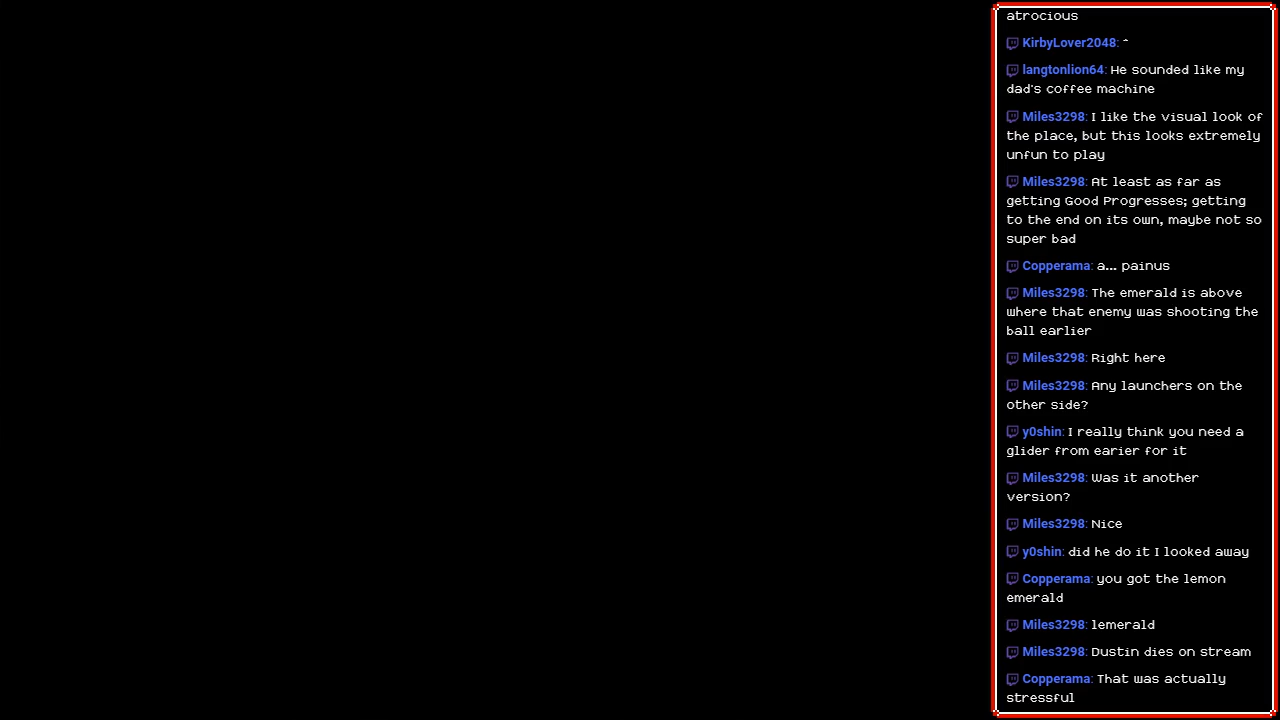 atrocious
KirbyLover2048: ^
langtonlion64: He sounded like my
dad's coffee machine
Miles3298: I like the visual look of
the place, but this looks extremely
unfun to play
Miles3298: At least as far as
getting Good Progresses; getting
to the end on its own, maybe not so
super bad
Copperama: a... painus
Miles3298: The emerald is above
where that enemy was shooting the
ball earlier
Miles3298: Right here
Miles3298: Any launchers on the
other side?
y0shin: I really think you need a
glider from earier for it
Miles3298: Was it another
version?
Miles3298: Nice
y0shin: did he do it I looked away
Copperama: you got the lemon
emerald
Miles3298: lemerald
Miles3298: Dustin dies on stream
Copperama: That was actually
stressful